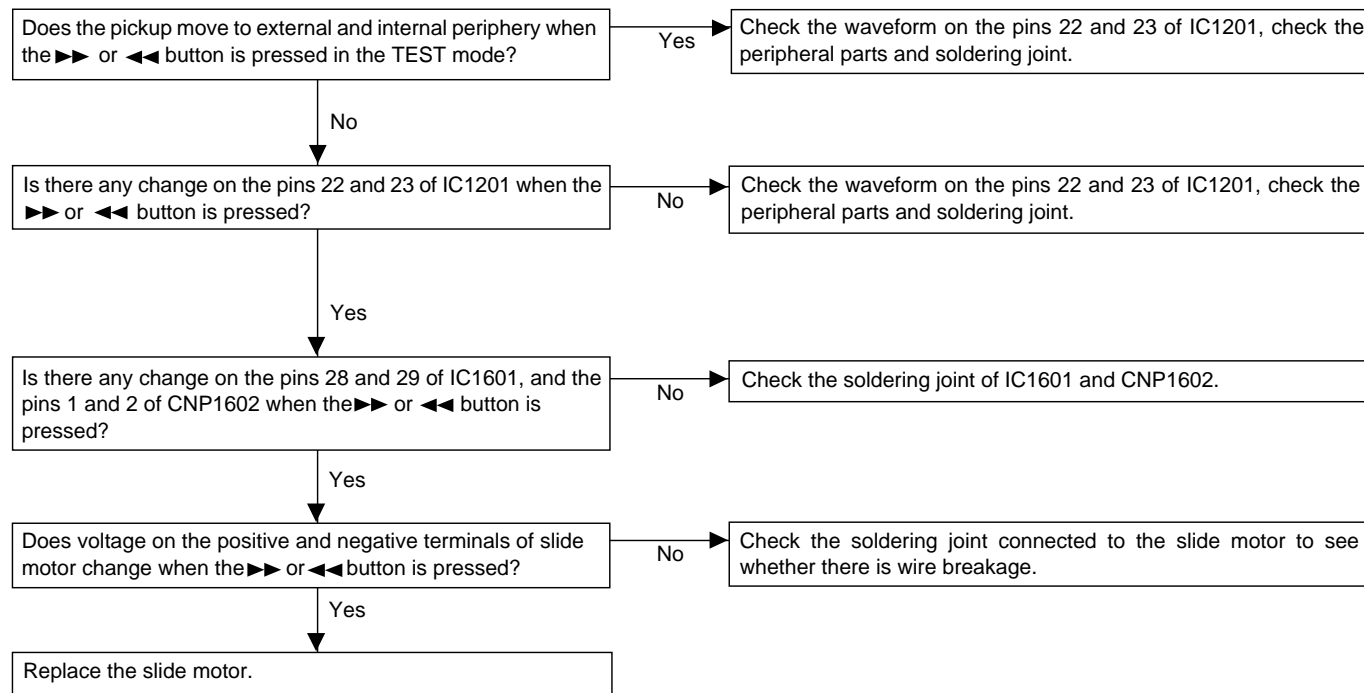 Does the pickup move to external and internal periphery when
the ►► or ◄◄ button is pressed in the TEST mode?
Yes
Check the waveform on the pins 22 and 23 of IC1201, check the
peripheral parts and soldering joint.
No
Is there any change on the pins 22 and 23 of IC1201 when the
►► or ◄◄ button is pressed?
No
Check the waveform on the pins 22 and 23 of IC1201, check the
peripheral parts and soldering joint.
Yes
Is there any change on the pins 28 and 29 of IC1601, and the
pins 1 and 2 of CNP1602 when the ►► or ◄◄ button is
pressed?
No
Check the soldering joint of IC1601 and CNP1602.
Yes
Does voltage on the positive and negative terminals of slide
motor change when the ►► or ◄◄ button is pressed?
No
Check the soldering joint connected to the slide motor to see
whether there is wire breakage.
Yes
Replace the slide motor.